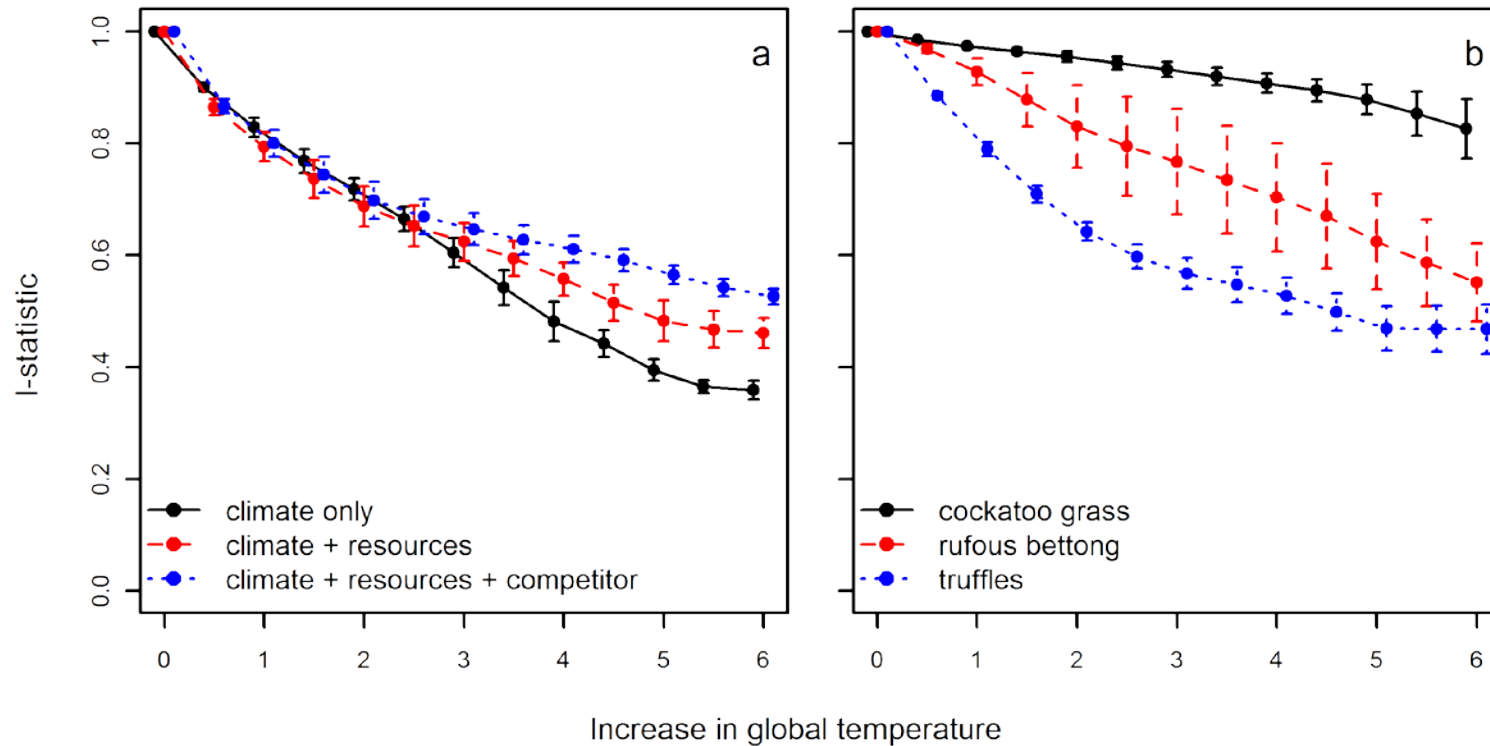 a
b
I-statistic
1.0
0.8
0.6
0.4
0.2
0.0
climate only
climate + resources
climate + resources + competitor
cockatoo grass
rufous bettong
truffles
0 1 2 3 4 5 6
0 1 2 3 4 5 6
Increase in global temperature